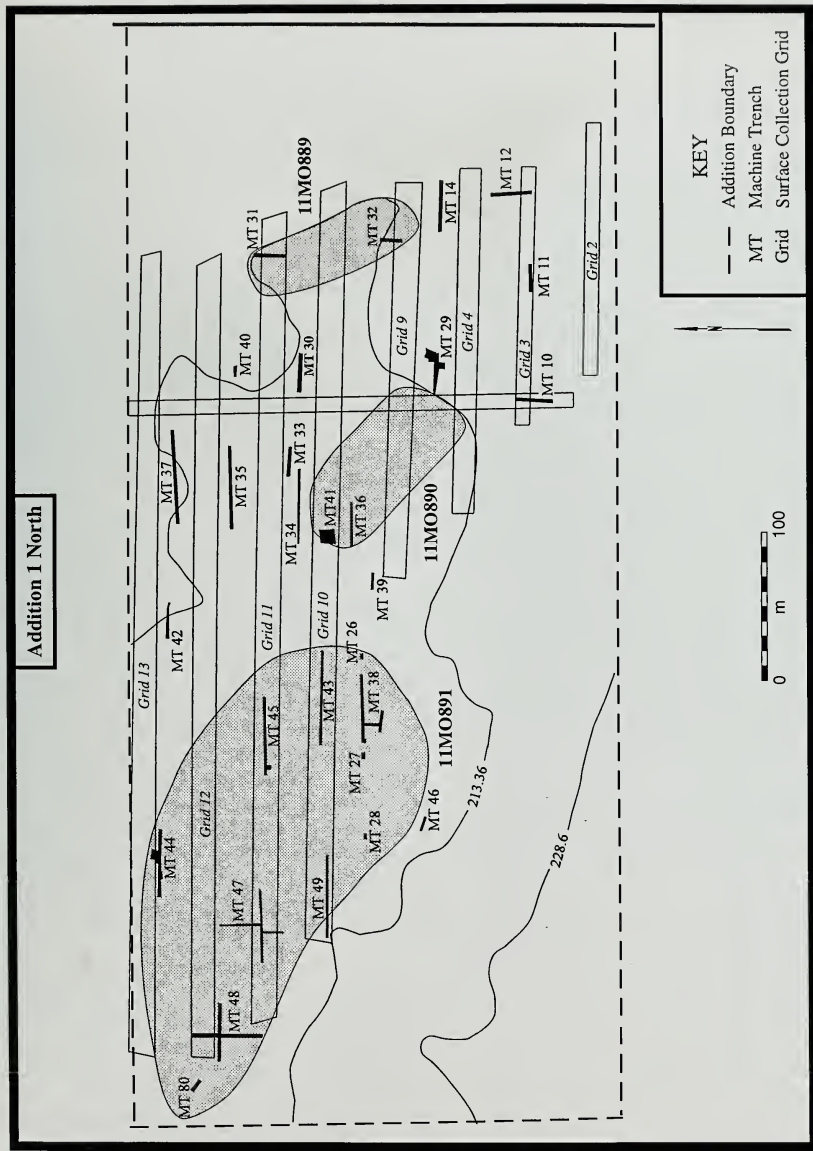 Addition 1 North
Grid 13
MT 37
MT 42
MT 40
MT 44
Grid 12
MT 35
MT 31
11MO889
MT 80
MT 48
MT 47
MT 45
Grid 11
MT 34
MT 33
MT 30
MT 49
MT 43
Grid 10
MT41
MT 36
MT 32
MT 28
MT 27
MT 38
MT 26
MT 39
Grid 9
MT 29
MT 14
MT 46
11MO891
11MO890
Grid 4
MT 12
213.36
Grid 3
MT 10
MT 11
228.6
Grid 2
N
0
m
100
KEY
Addition Boundary
MT Machine Trench
Grid Surface Collection Grid